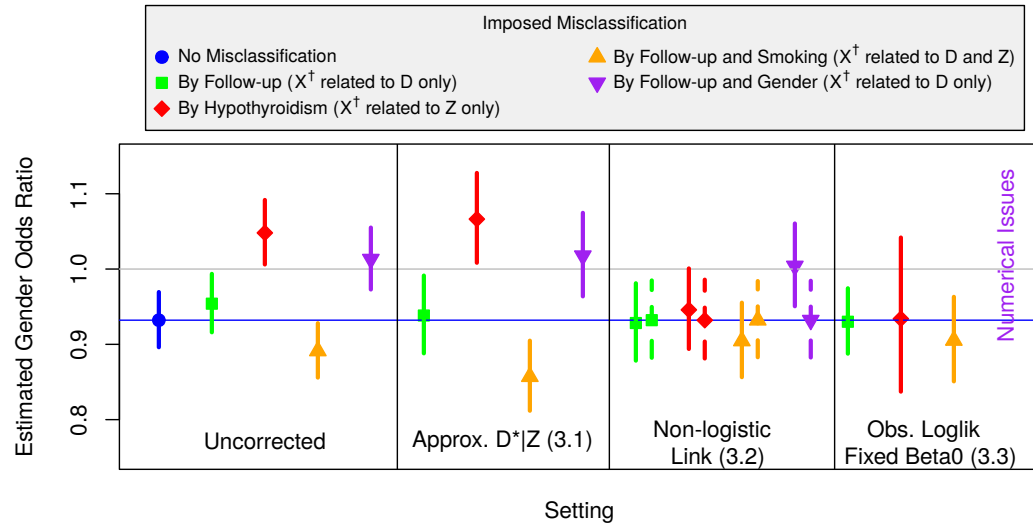 Imposed Misclassification
No Misclassification
By Follow-up (X† related to D only)
By Hypothyroidism (X† related to Z only)
By Follow-up and Smoking (X† related to D and Z)
By Follow-up and Gender (X† related to D only)
Estimated Gender Odds Ratio
1.1
1.0
0.9
0.8
Uncorrected
Approx. D*|Z (3.1)
Non-logistic
Link (3.2)
Obs. Loglik
Fixed Beta0 (3.3)
Numerical Issues
Setting